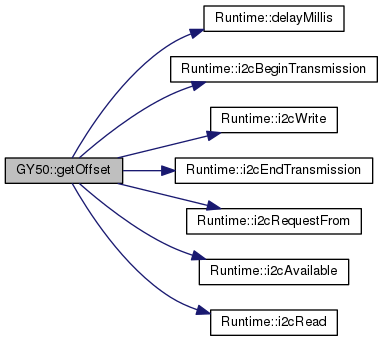 Runtime::delayMillis
Runtime::i2cBeginTransmission
Runtime::i2cWrite
GY50::getOffset
Runtime::i2cEndTransmission
Runtime::i2cRequestFrom
Runtime::i2cAvailable
Runtime::i2cRead